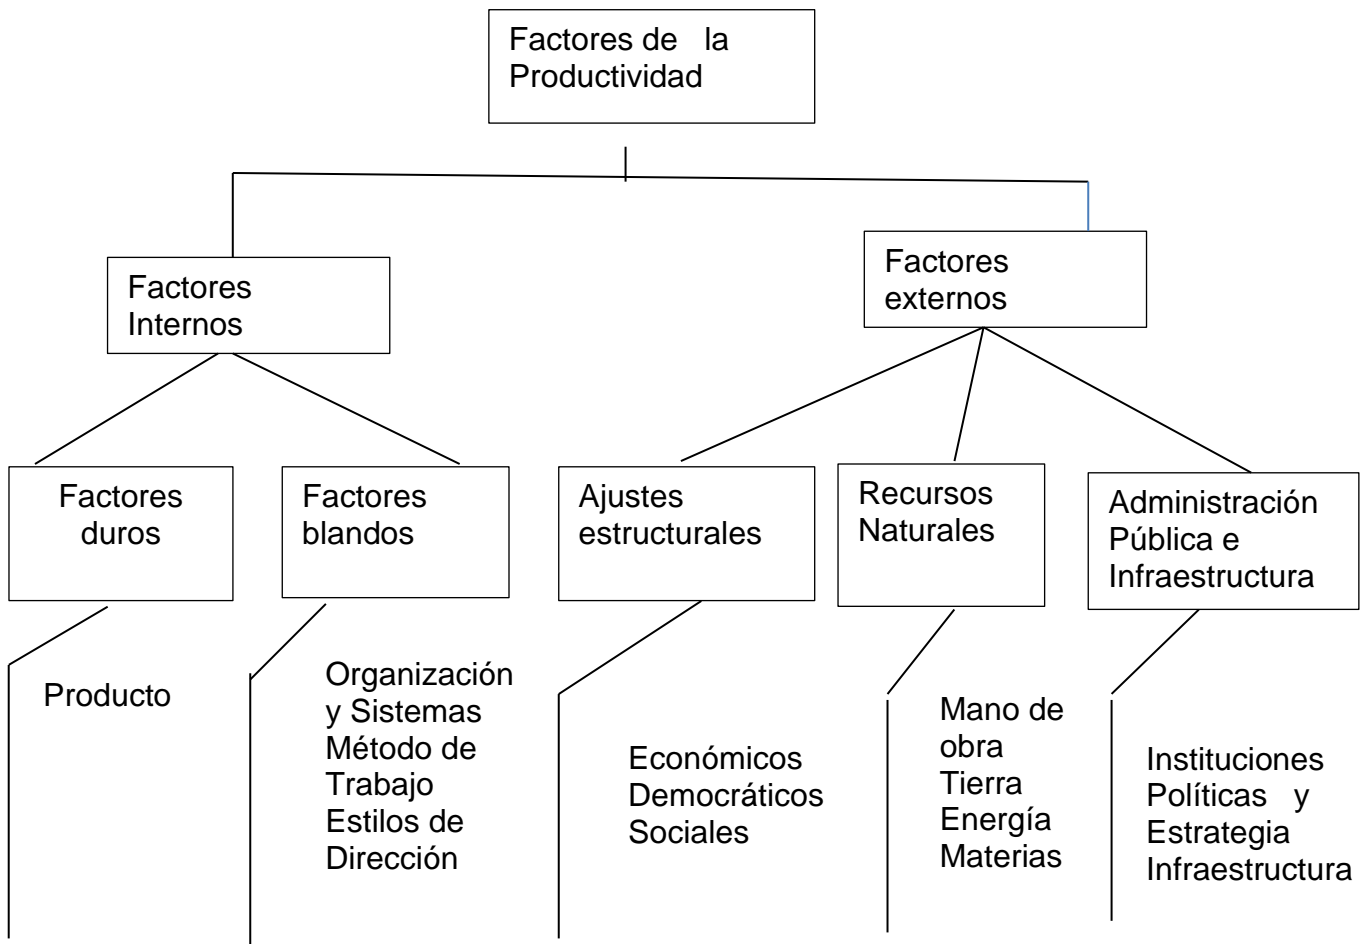 Factores de la
Productividad
Factores
Internos
Factores
externos
Factores
duros
Factores
blandos
Ajustes
estructurales
Recursos
Naturales
Administración
Pública e
Infraestructura
Producto
Organización
y Sistemas
Método de
Trabajo
Estilos de
Dirección
Económicos
Democráticos
Sociales
Mano de
obra
Tierra
Energía
Materias
Instituciones
Políticas y
Estrategia
Infraestructura